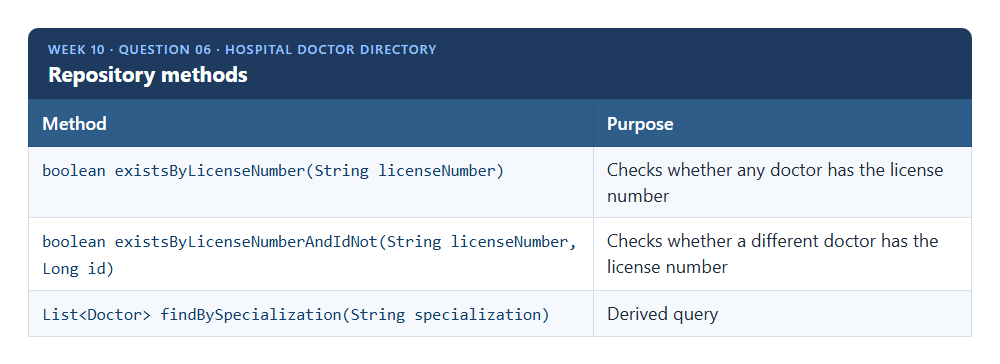 WEEK 10 · QUESTION 06 · HOSPITAL DOCTOR DIRECTORY
Repository methods
Method
Purpose
boolean existsByLicenseNumber(String licenseNumber)
Checks whether any doctor has the license
number
boolean existsByLicenseNumberAndIdNot(String licenseNumber,
Long id)
Checks whether a different doctor has the
license number
List<Doctor> findBySpecialization(String specialization)
Derived query